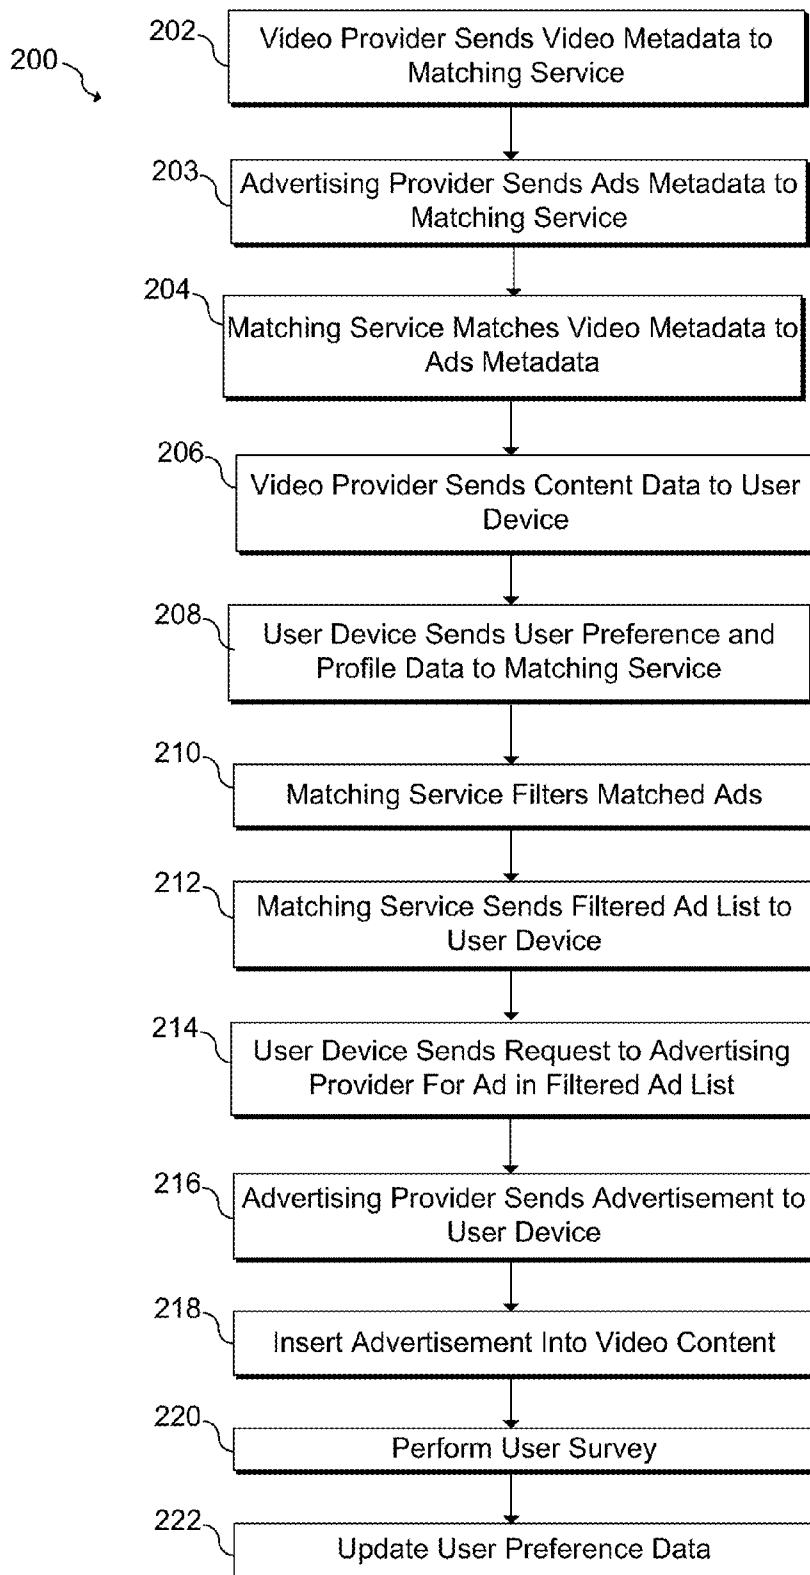 200
202
Video Provider Sends Video Metadata to
Matching Service
203
Advertising Provider Sends Ads Metadata to
Matching Service
204
Matching Service Matches Video Metadata to
Ads Metadata
206
Video Provider Sends Content Data to User
Device
208
User Device Sends User Preference and
Profile Data to Matching Service
210
Matching Service Filters Matched Ads
212
Matching Service Sends Filtered Ad List to
User Device
214
User Device Sends Request to Advertising
Provider For Ad in Filtered Ad List
216
Advertising Provider Sends Advertisement to
User Device
218
Insert Advertisement Into Video Content
220
Perform User Survey
222
Update User Preference Data